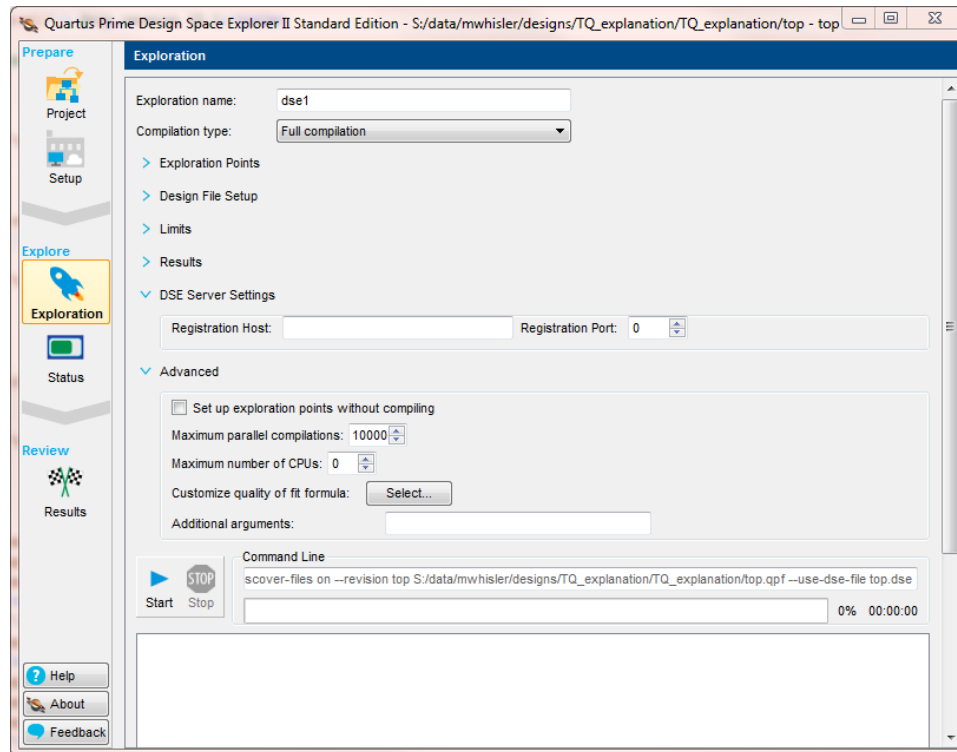 Quartus Prime Design Space Explorer II Standard Edition - S:/data/mwhisler/designs/TQ_explanation/TQ_explanation/top - top
Prepare
Project
Setup
Explore
Exploration
Status
Review
Results
Help
About
Feedback
Exploration
Exploration name: dse1
Compilation type: Full compilation
Exploration Points
Design File Setup
Limits
Results
DSE Server Settings
Registration Host: Registration Port: 0
Advanced
Set up exploration points without compiling
Maximum parallel compilations: 10000
Maximum number of CPUs: 0
Customize quality of fit formula: Select...
Additional arguments:
Start STOP Stop
Command Line
scover-files on --revision top S:/data/mwhisler/designs/TQ_explanation/TQ_explanation/top.qpf --use-dse-file top.dse
0% 00:00:00